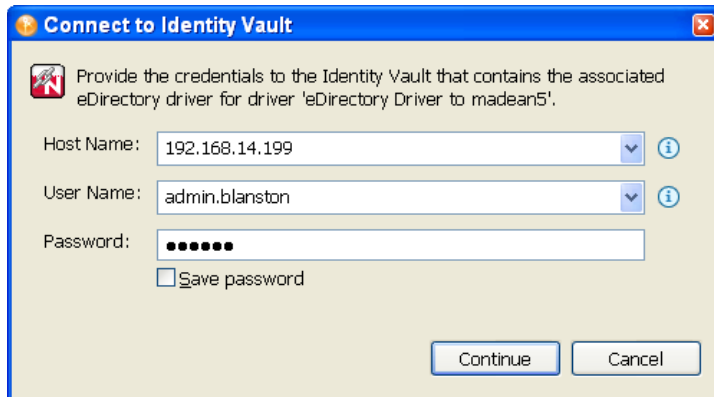 Connect to Identity Vault
Provide the credentials to the Identity Vault that contains the associated
eDirectory driver for driver 'eDirectory Driver to madean5'.
Host Name: 192.168.14.199
User Name: admin.blanston
Password: ●●●●●●
Save password
Continue Cancel